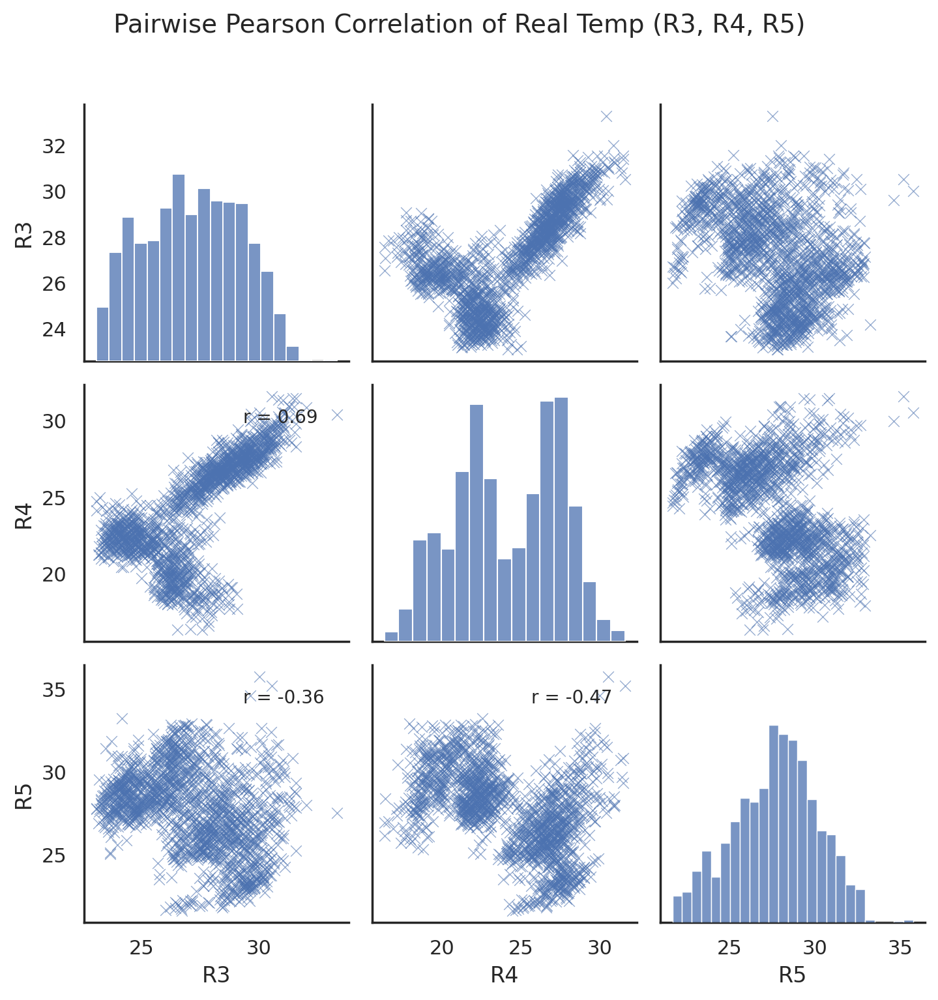 Pairwise Pearson Correlation of Real Temp (R3, R4, R5)
32
30
28
26
24
R3
r = 0.69
30
25
20
R4
r = -0.36
r = -0.47
35
30
25
R5
25 30
20 25 30
25 30 35
R3
R4
R5